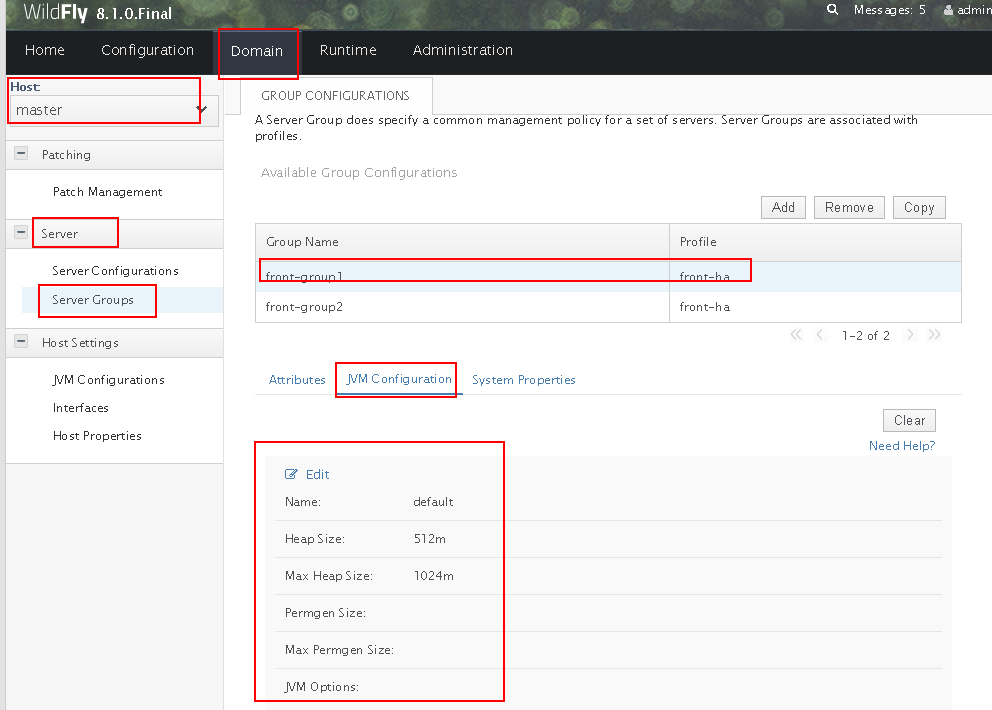 WildFly 8.1.0.Final
Messages: 5 admin
Home Configuration Domain Runtime Administration
Host:
master
Patching
Patch Management
Server
Server Configurations
Server Groups
Host Settings
JVM Configurations
Interfaces
Host Properties
GROUP CONFIGURATIONS
A Server Group does specify a common management policy for a set of servers. Server Groups are associated with
profiles.
Available Group Configurations
Add Remove Copy
Group Name Profile
front-group1 front-ha
front-group2 front-ha
1-2 of 2
Attributes JVM Configuration System Properties
Clear
Need Help?
Edit
Name: default
Heap Size: 512m
Max Heap Size: 1024m
Permgen Size:
Max Permgen Size:
JVM Options: